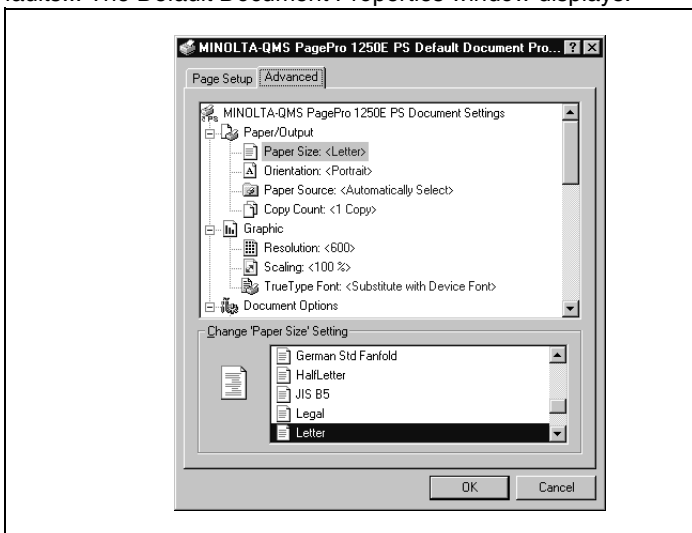 faults... The Default Document Properties window displays.
MINOLTA-QMS PagePro 1250E PS Default Document Pro...
Page Setup Advanced
MINOLTA-QMS PagePro 1250E PS Document Settings
Paper/Output
Paper Size: <Letter>
Orientation: <Portrait>
Paper Source: <Automatically Select>
Copy Count: <1 Copy>
Graphic
Resolution: <600>
Scaling: <100 %>
TrueType Font: <Substitute with Device Font>
Document Options
Change 'Paper Size' Setting
German Std Fanfold
HalfLetter
JIS B5
Legal
Letter
OK Cancel